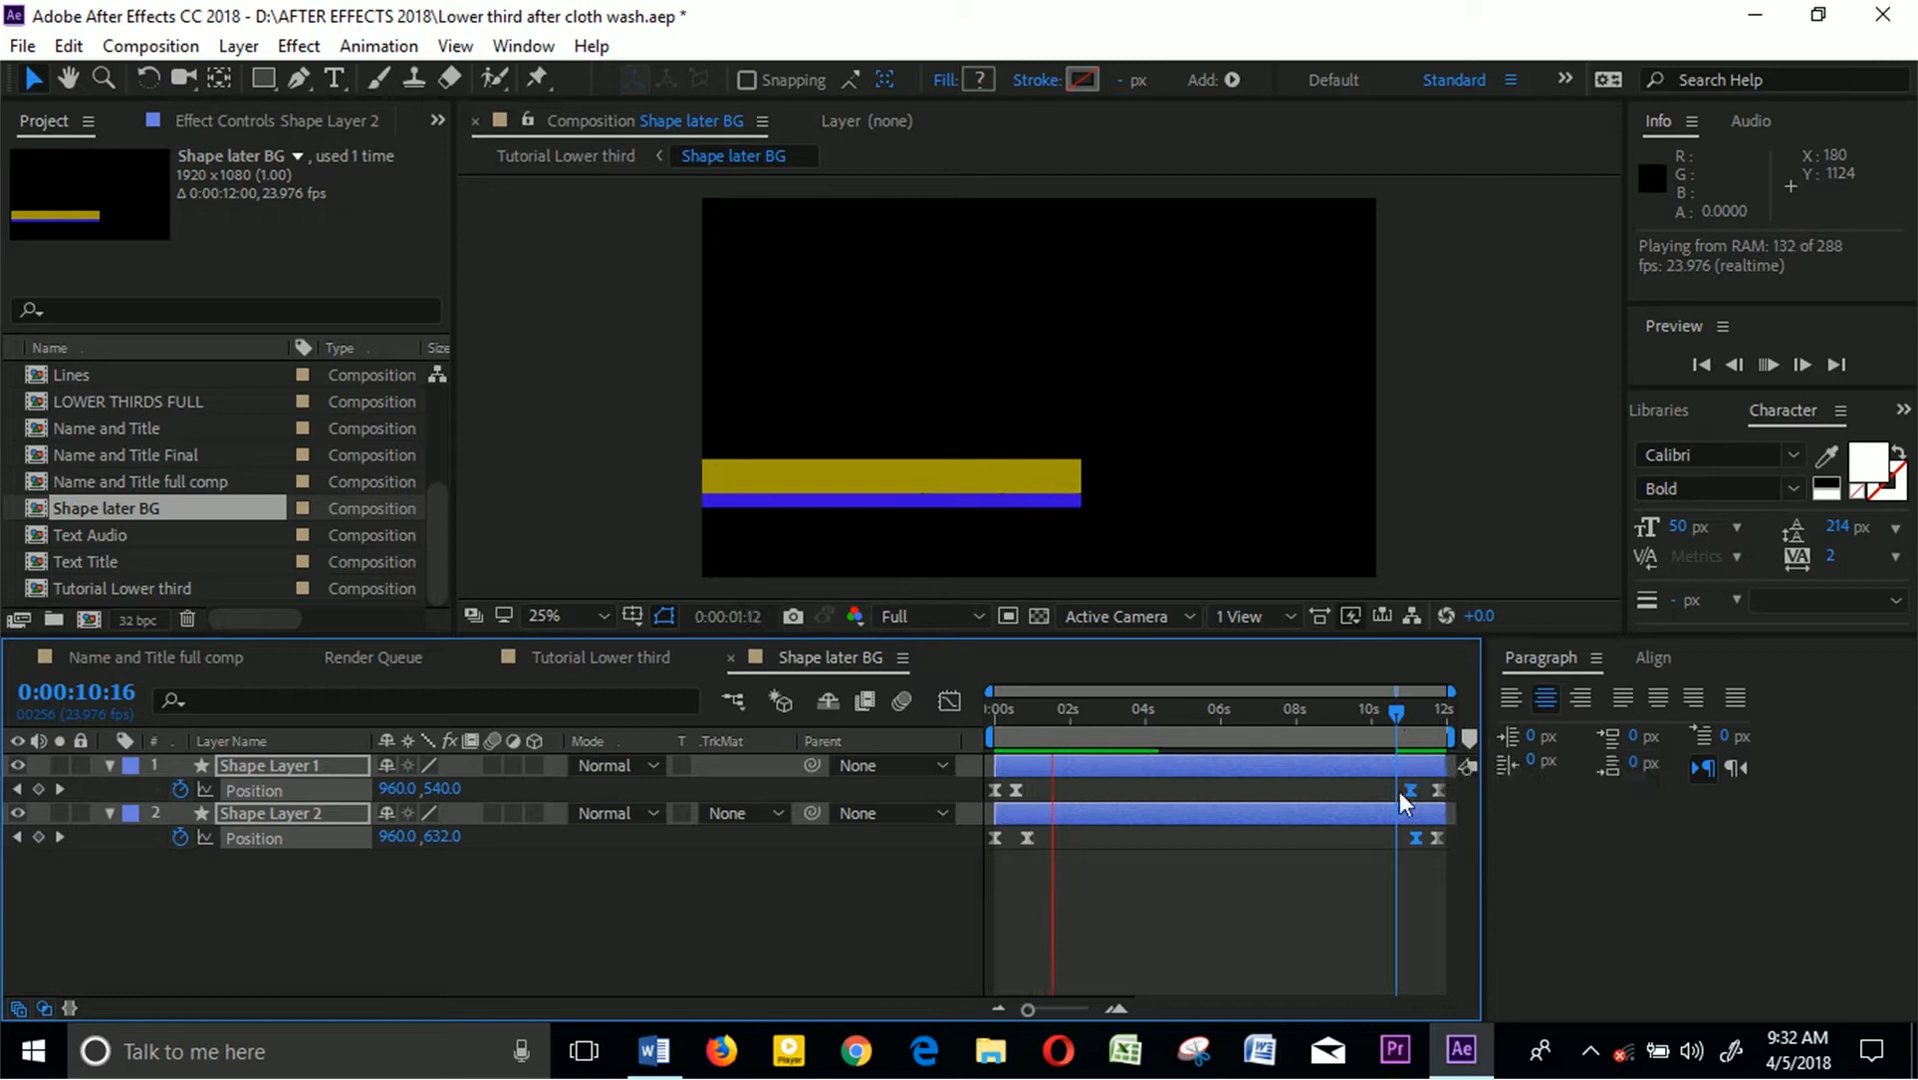 Adobe After Effects CC 2018 - D:\AFTER EFFECTS 2018\Lower third after cloth wash.aep *
File Edit Composition Layer Effect Animation View Window Help
Snapping Fill: ? Stroke: - px Add: Default Standard Search Help
Project Effect Controls Shape Layer 2
Composition Shape later BG Layer (none)
Info Audio
Shape later BG , used 1 time
1920 x1080 (1.00)
Δ 0:00:12:00, 23.976 fps
Tutorial Lower third Shape later BG
R :
G :
B :
A : 0.0000
X : 180
Y : 1124
Playing from RAM: 132 of 288
fps: 23.976 (realtime)
Preview
Name Type Size
Lines Composition
LOWER THIRDS FULL Composition
Name and Title Composition
Name and Title Final Composition
Name and Title full comp Composition
Shape later BG Composition
Text Audio Composition
Text Title Composition
Tutorial Lower third Composition
32 bpc
25% 0:00:01:12 Full Active Camera 1 View +0.0
Libraries Character
Calibri
Bold
50 px 214 px
Metrics 2
- px
Name and Title full comp Render Queue Tutorial Lower third Shape later BG
Paragraph Align
0:00:10:16
00256 (23.976 fps)
:00s 02s 04s 06s 08s 10s 12s
# Layer Name fx Mode T .TrkMat Parent
1 Shape Layer 1 Normal None
Position 960.0 ,540.0
2 Shape Layer 2 Normal None None
Position 960.0 ,632.0
0 px 0 px 0 px
0 px 0 px
Talk to me here
Player
Pr
Ae
9:32 AM
4/5/2018